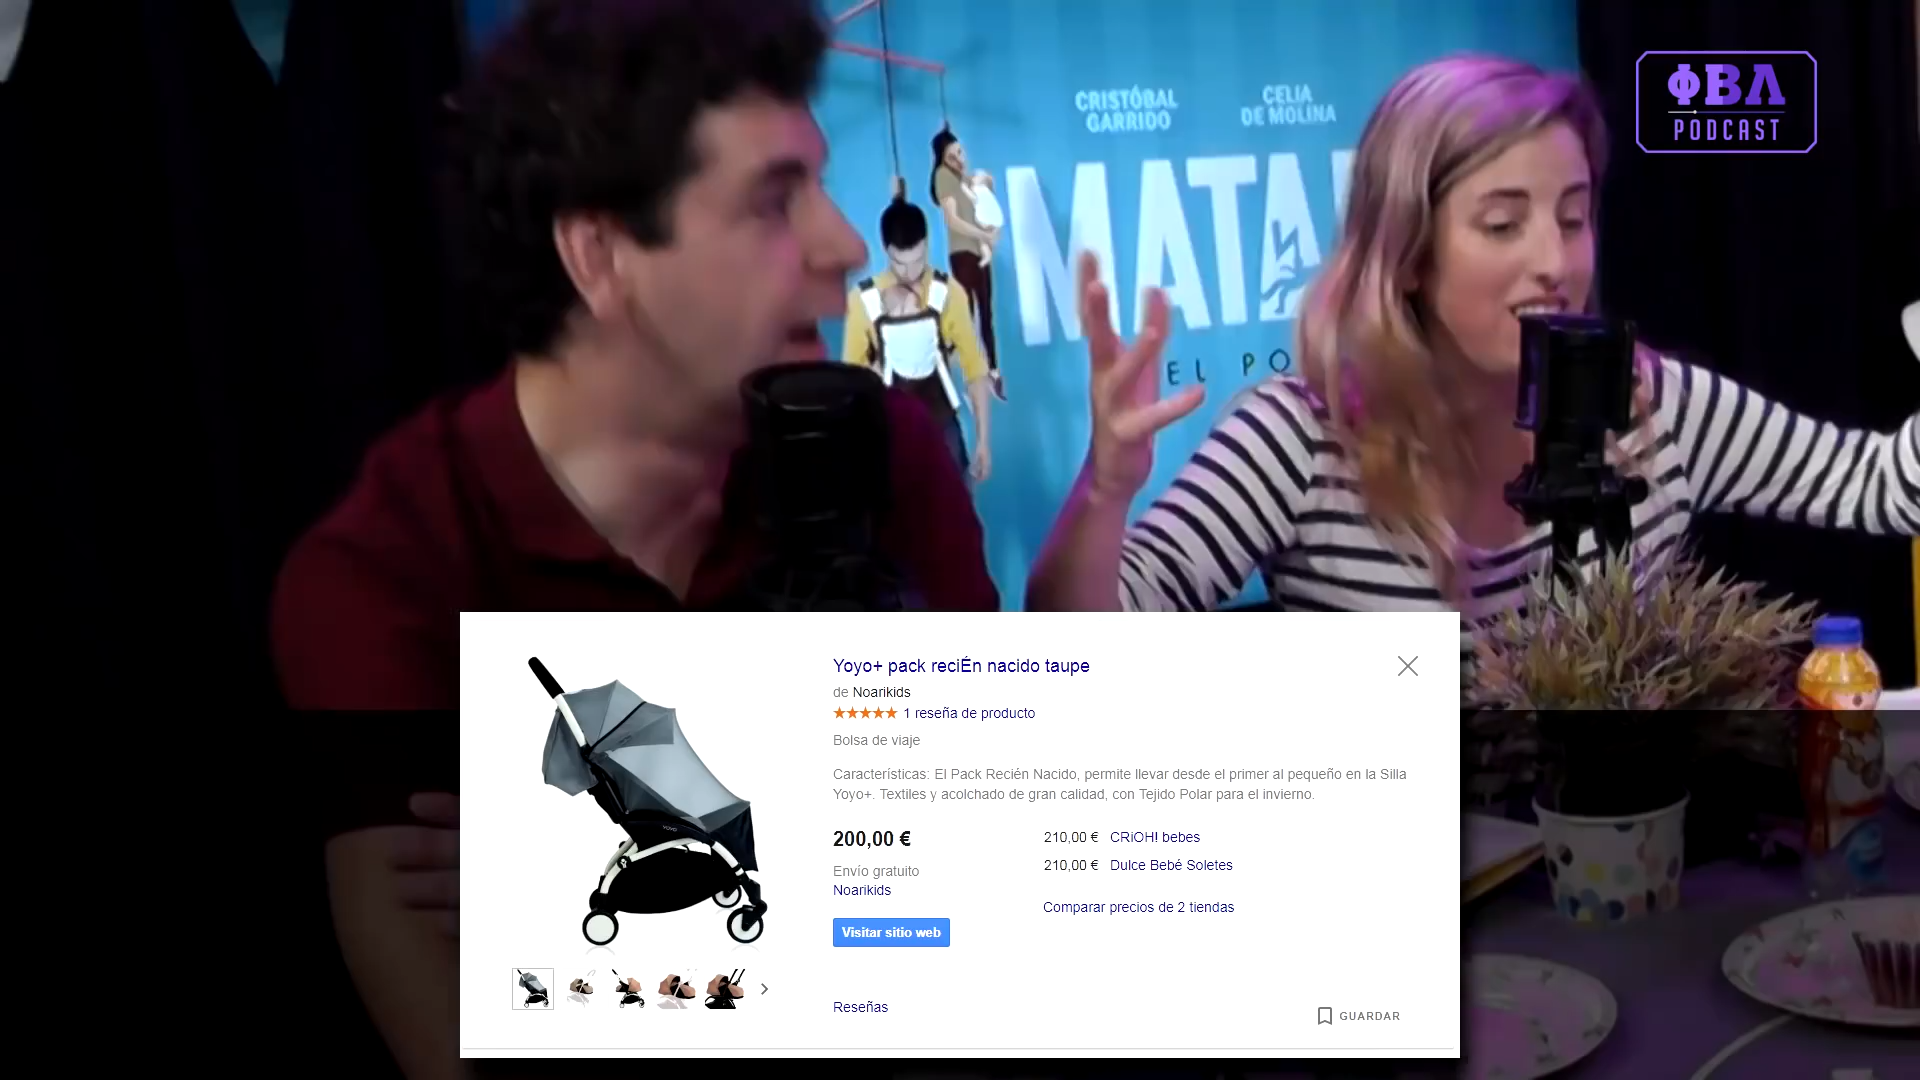 CRISTÓBAL
GARRIDO
CELIA
DE MOLINA
MATA
EL PO
ΦΒΛ
PODCAST
Yoyo+ pack reciÉn nacido taupe
de Noarikids
1 reseña de producto
Bolsa de viaje
Características: El Pack Recién Nacido, permite llevar desde el primer al pequeño en la Silla
Yoyo+. Textiles y acolchado de gran calidad, con Tejido Polar para el invierno.
200,00 €
Envío gratuito
Noarikids
210,00 € CRiOH! bebes
210,00 € Dulce Bebé Soletes
Comparar precios de 2 tiendas
Visitar sitio web
Reseñas
GUARDAR
YOYO